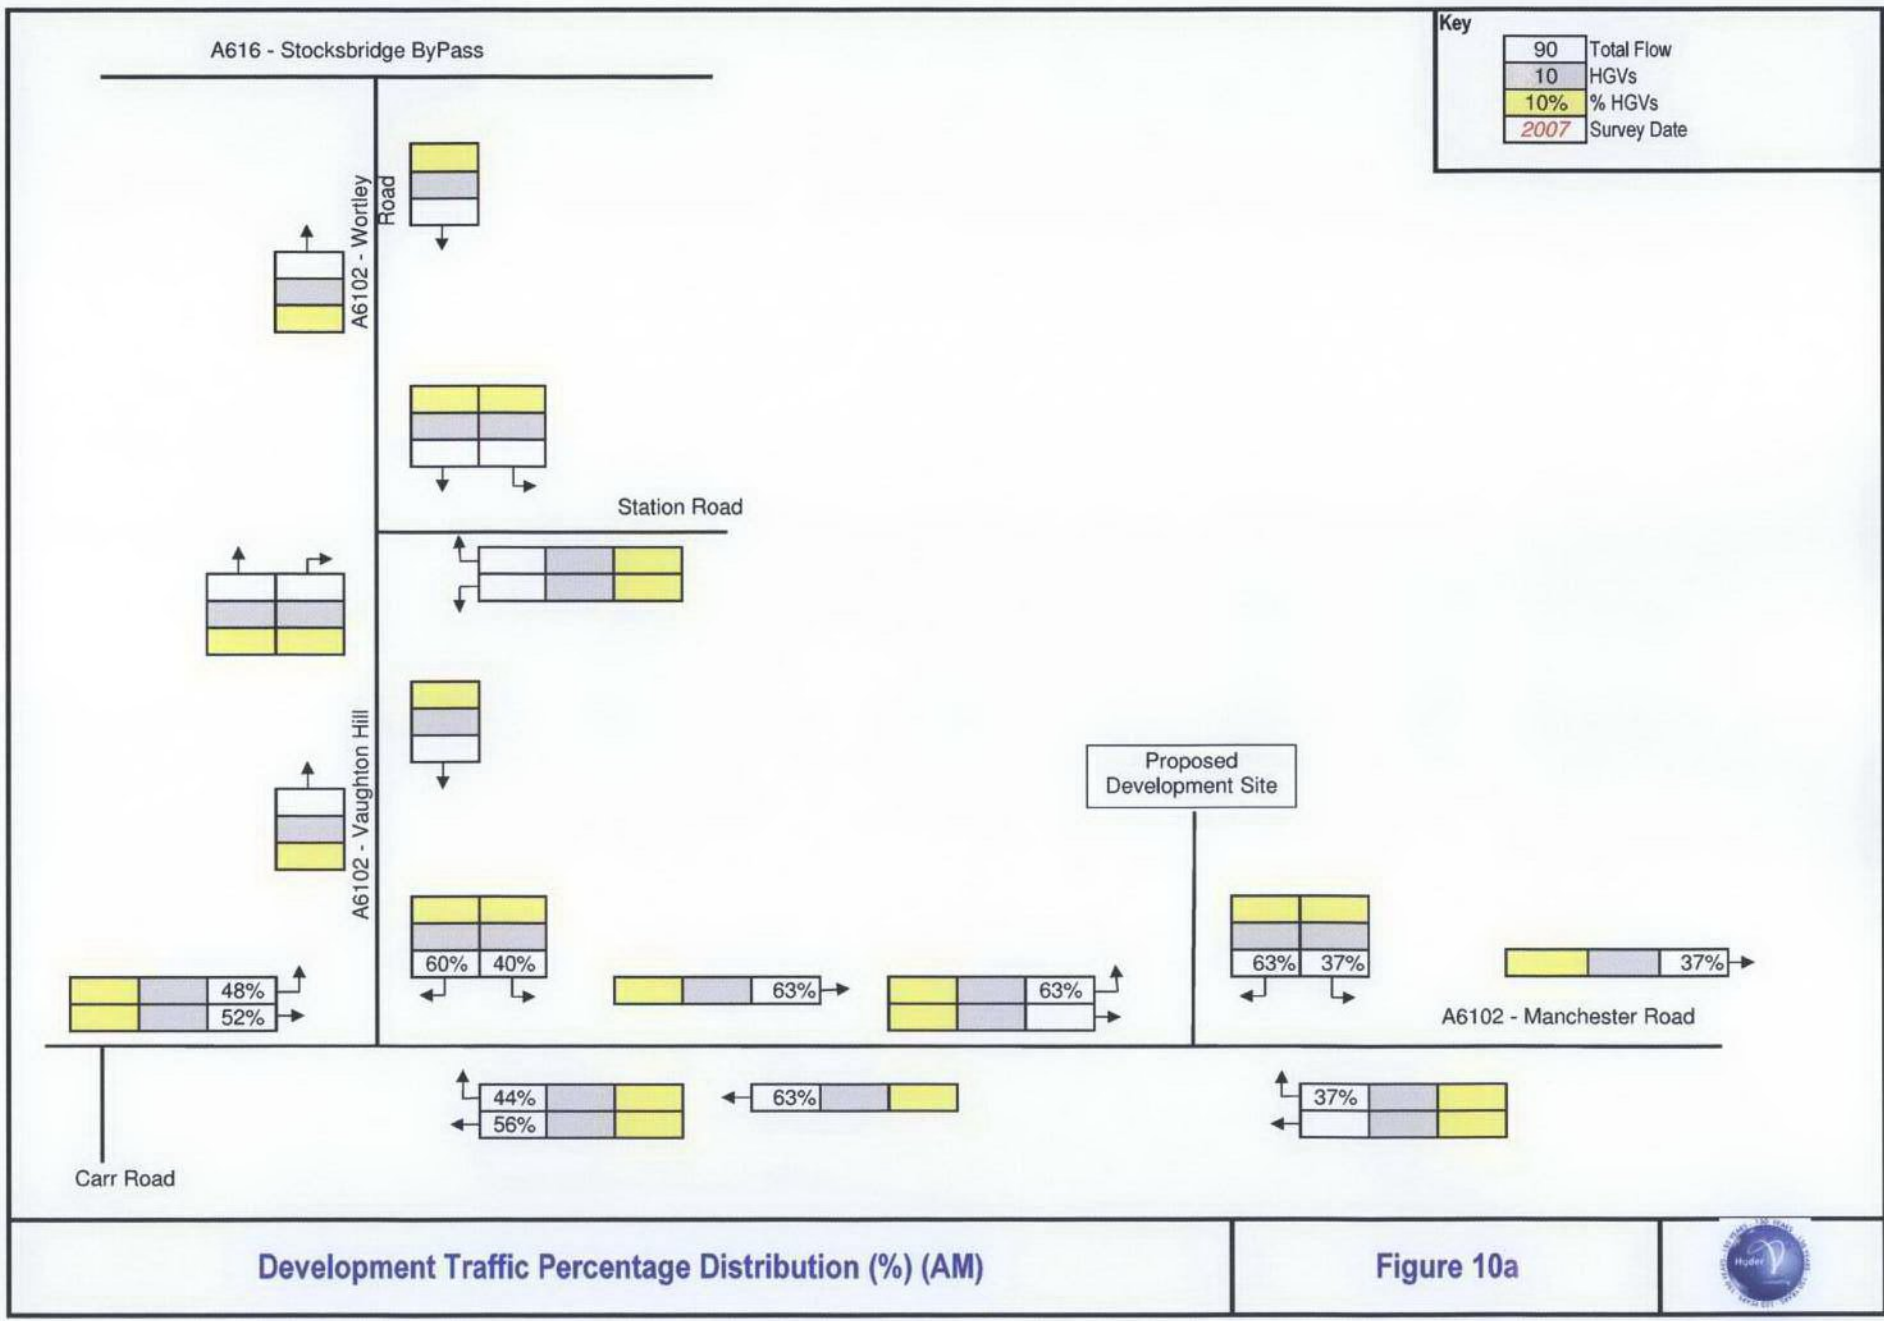 Key
90 Total Flow
10 HGVs
10% % HGVs
2007 Survey Date
A616 - Stocksbridge ByPass
A6102 - Wortley
Road
Station Road
A6102 - Vaughton Hill
Proposed
Development Site
60% 40%
63% 37%
48%
52%
63%
63%
37%
A6102 - Manchester Road
44%
56%
63%
37%
Carr Road
Development Traffic Percentage Distribution (%) (AM)
Figure 10a
Hyder